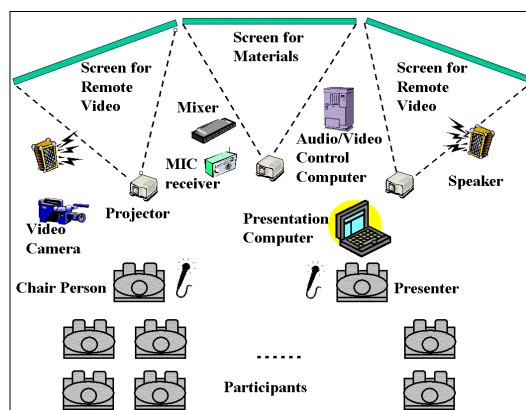 Screen for
Materials
Screen for
Remote
Video
Screen for
Remote
Video
Mixer
Audio/Video
Control
Computer
MIC
receiver
Speaker
Projector
Presentation
Computer
Video
Camera
Chair Person
Presenter
......
Participants